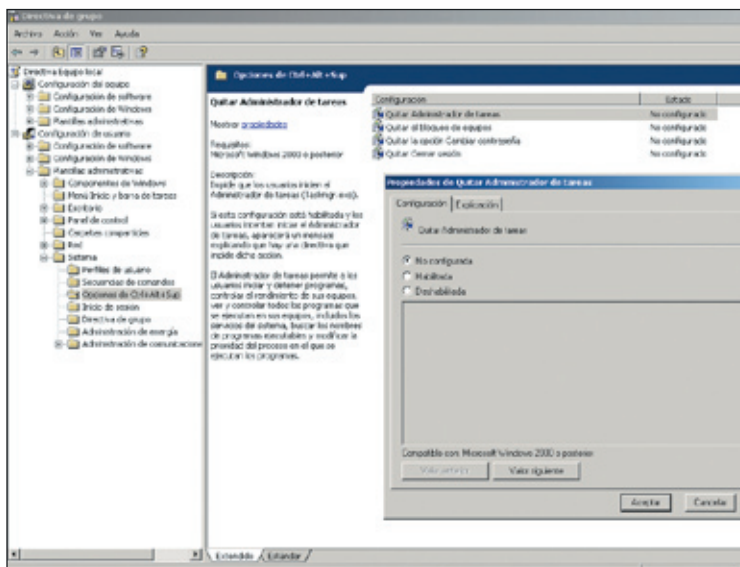 Directiva de grupo
Archivo Acción Ver Ayuda
Directiva Equipo local
Configuración del equipo
Configuración de software
Configuración de Windows
Plantillas administrativas
Configuración de usuario
Configuración de software
Configuración de Windows
Plantillas administrativas
Componentes de Windows
Menú Inicio y barra de tareas
Escritorio
Panel de control
Carpetas compartidas
Red
Sistema
Perfiles de usuario
Secuencias de comandos
Opciones de Ctrl+Alt+Sup
Inicio de sesión
Directiva de grupo
Administración de energía
Administración de comunicacione
Opciones de Ctrl+Alt+Sup
Quitar Administrador de tareas
Mostrar propiedades
Requisitos:
Microsoft Windows 2000 o posterior
Descripción:
Impide que los usuarios inicien el
Administrador de tareas (Taskmgr.exe).
Si esta configuración está habilitada y los
usuarios intentan iniciar el Administrador
de tareas, aparecerá un mensaje
explicando que hay una directiva que
impide dicha acción.
El Administrador de tareas permite a los
usuarios iniciar y detener programas,
controlar el rendimiento de sus equipos,
ver y controlar todos los programas que
se ejecutan en sus equipos, incluidos los
servicios del sistema, buscar los nombres
de programas ejecutables y modificar la
prioridad del proceso en el que se
ejecutan los programas.
Configuración Estado
Quitar Administrador de tareas No configurado
Quitar el bloqueo de equipos No configurado
Quitar la opción Cambiar contraseña No configurado
Quitar Cerrar sesión No configurado
Propiedades de Quitar Administrador de tareas
Configuración Explicación
Quitar Administrador de tareas
No configurada
Habilitada
Deshabilitada
Compatible con: Microsoft Windows 2000 o posterior
Valor anterior Valor siguiente
Aceptar Cancelar
Extendido Estándar